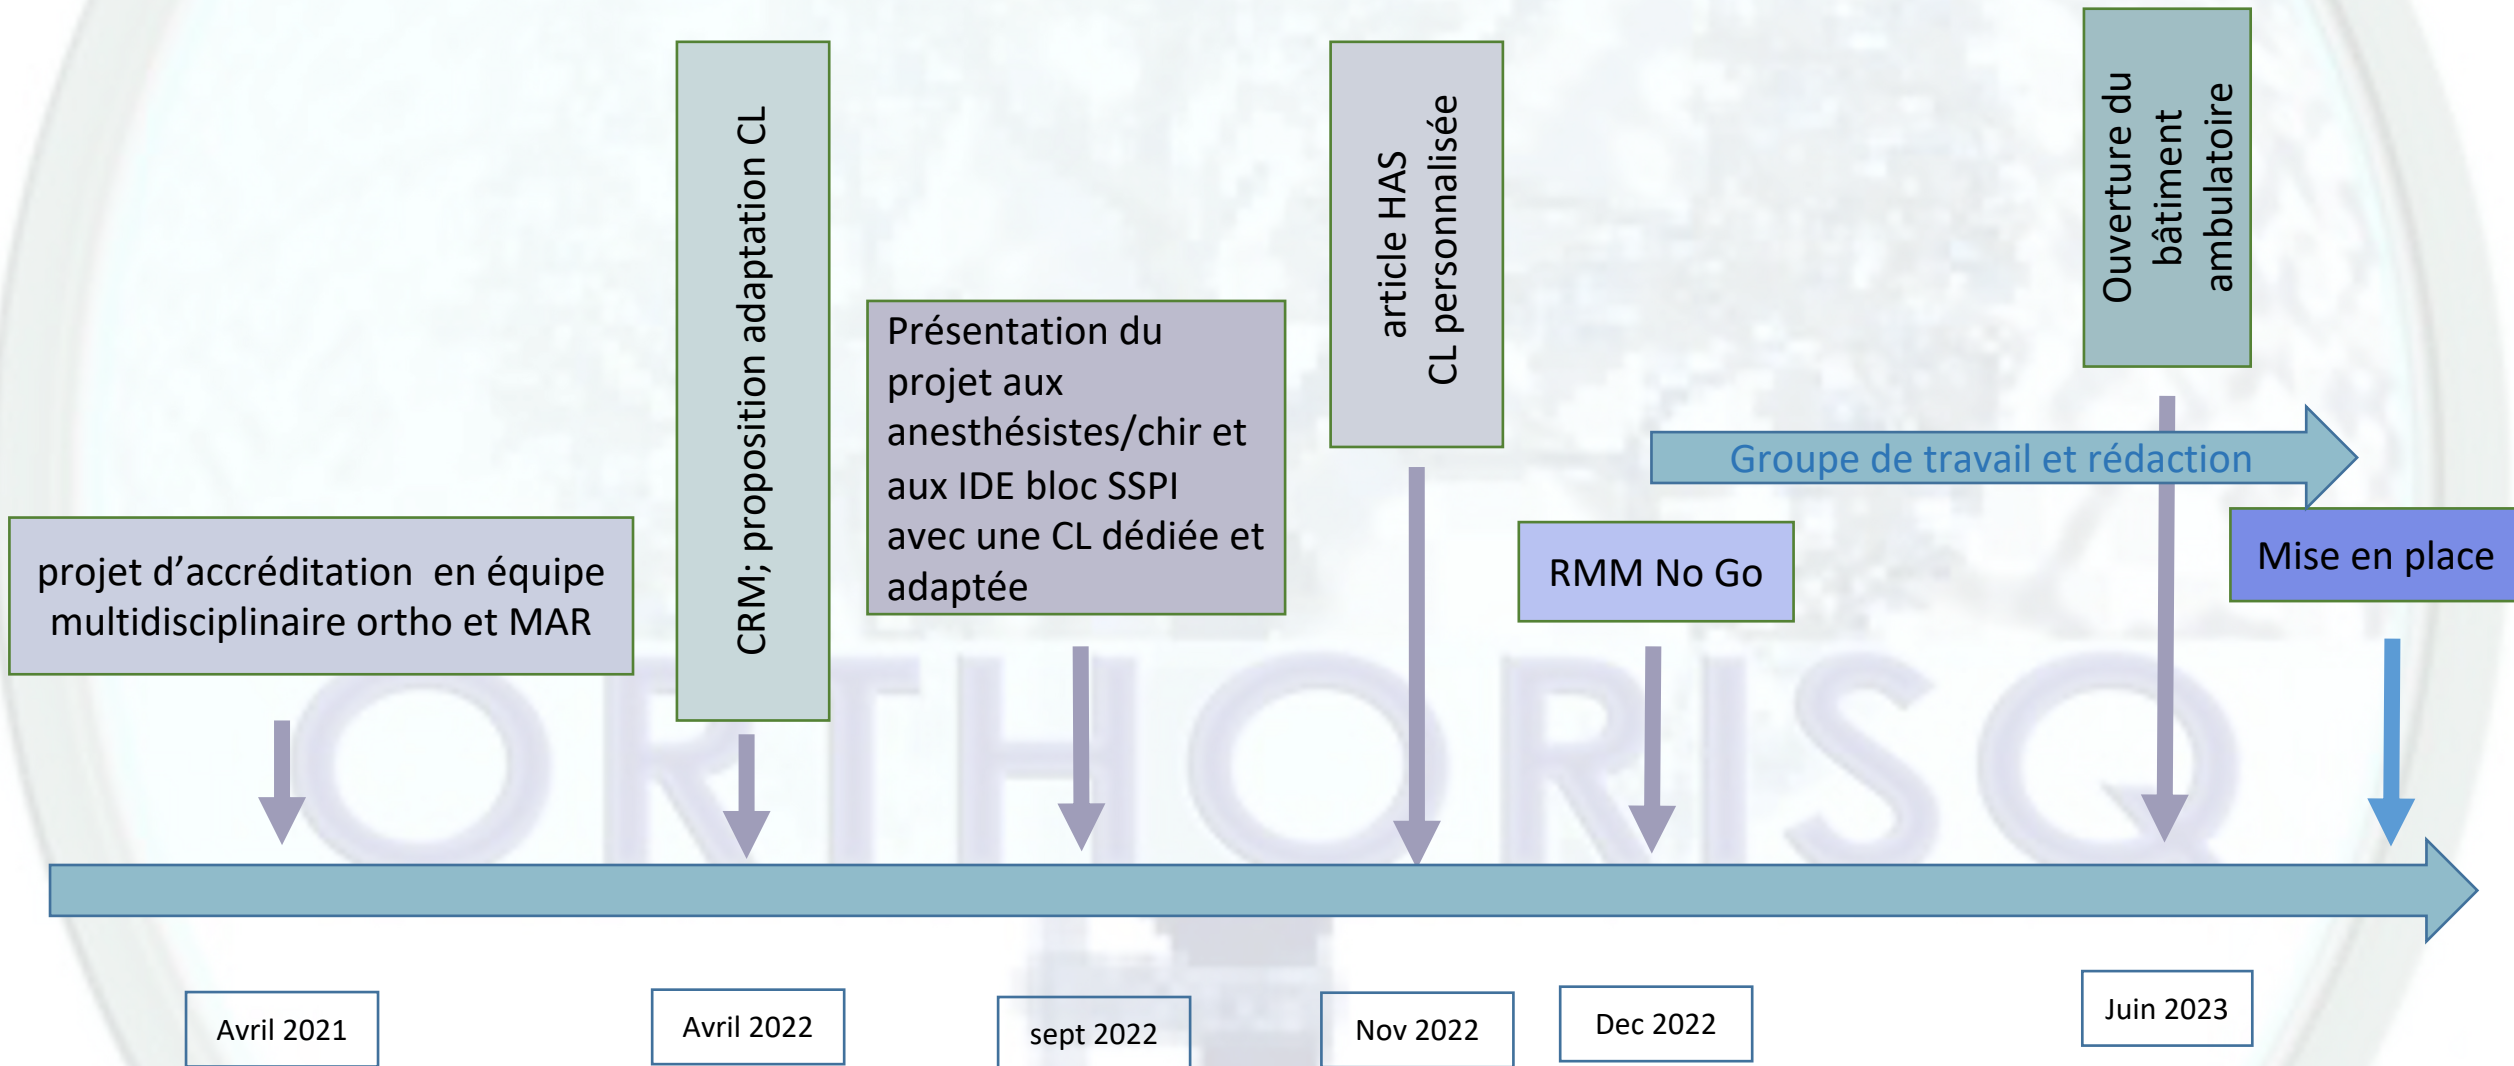 projet d’accréditation en équipe
multidisciplinaire ortho et MAR
CRM; proposition adaptation CL
Présentation du
projet aux
anesthésistes/chir et
aux IDE bloc SSPI
avec une CL dédiée et
adaptée
article HAS
CL personnalisée
RMM No Go
Groupe de travail et rédaction
Ouverture du
bâtiment
ambulatoire
Mise en place
ORTHORISQ
Avril 2021
Avril 2022
sept 2022
Nov 2022
Dec 2022
Juin 2023